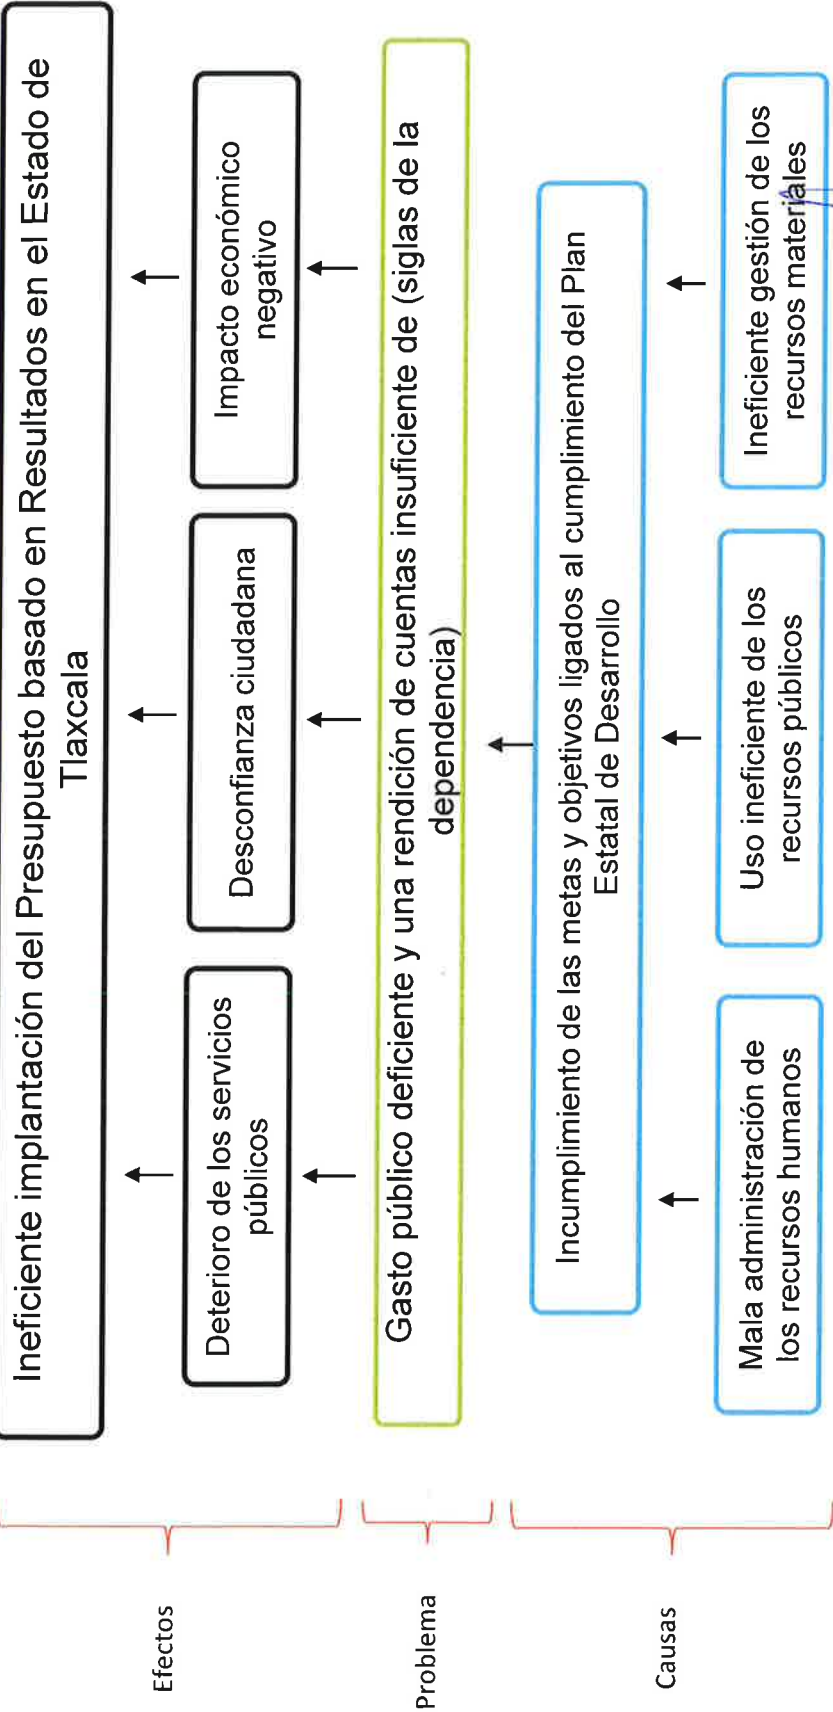 Ineficiente implantación del Presupuesto basado en Resultados en el Estado de
Tlaxcala
Efectos
Deterioro de los servicios
públicos
Desconfianza ciudadana
Impacto económico
negativo
Problema
Gasto público deficiente y una rendición de cuentas insuficiente de (siglas de la
dependencia)
Causas
Incumplimiento de las metas y objetivos ligados al cumplimiento del Plan
Estatal de Desarrollo
Mala administración de
los recursos humanos
Uso ineficiente de los
recursos públicos
Ineficiente gestión de los
recursos materiales